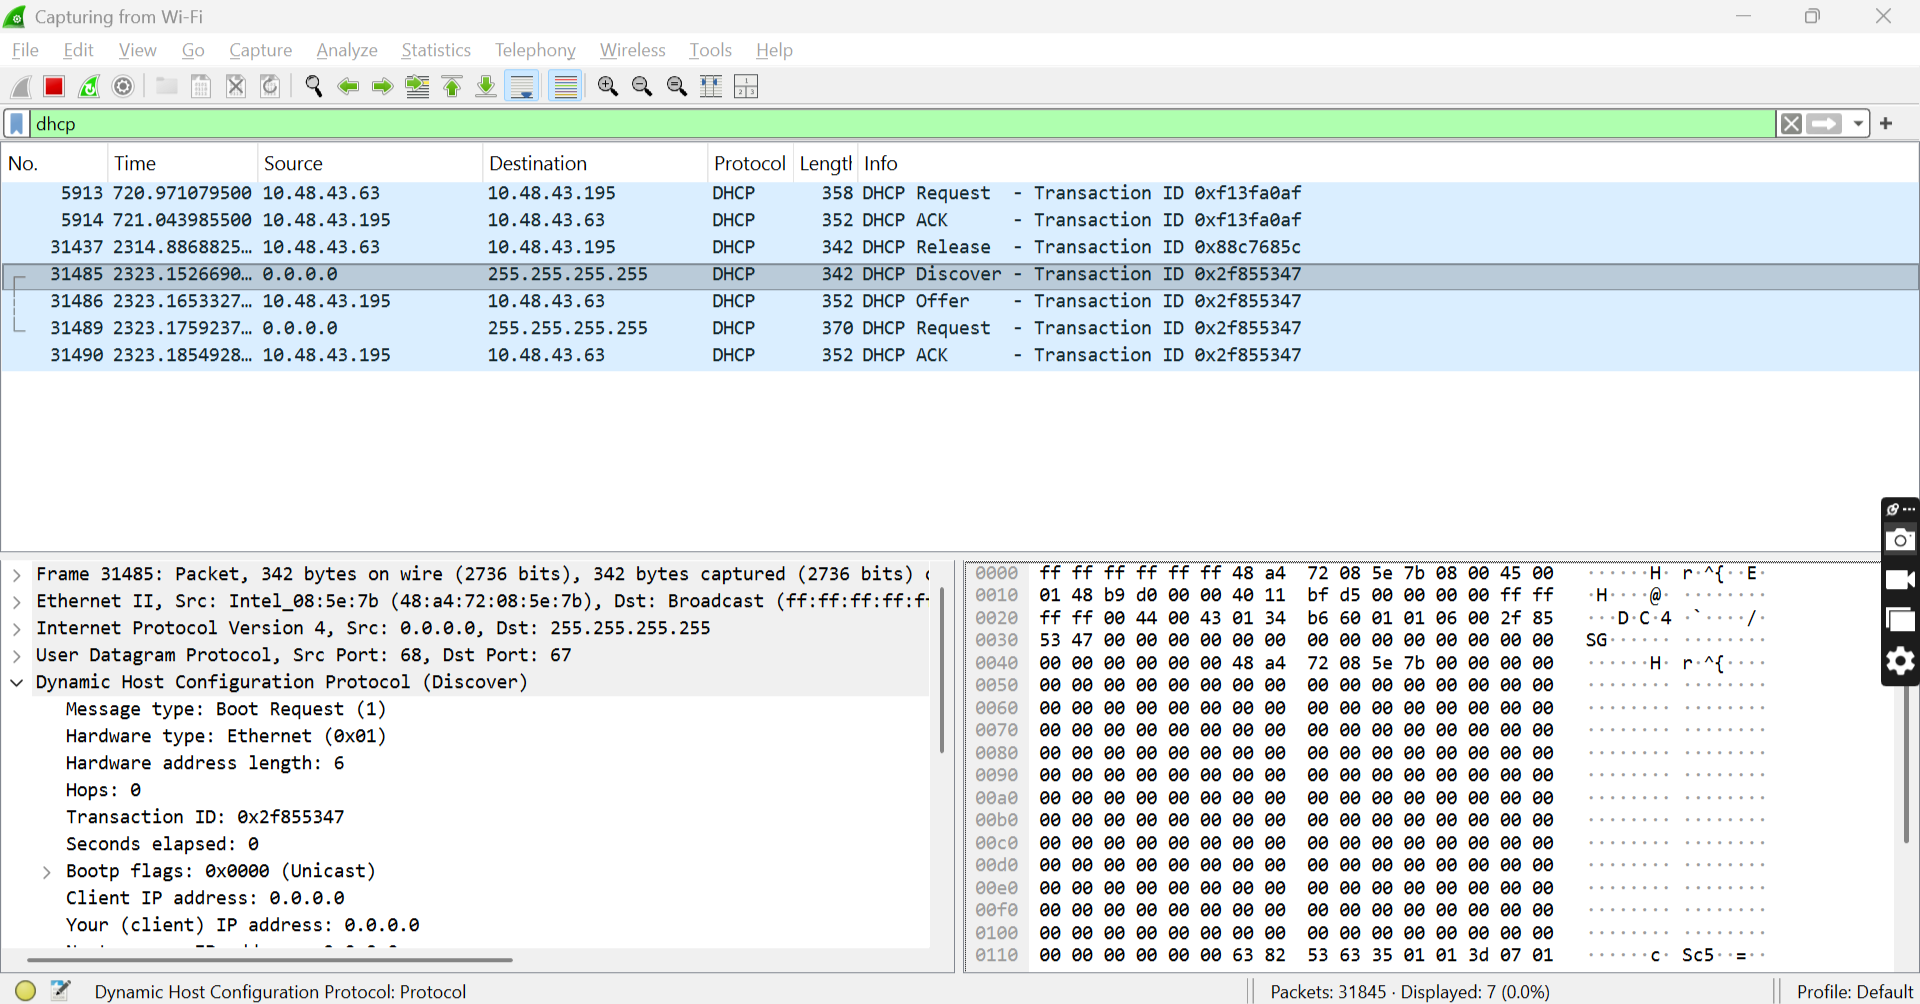 Capturing from Wi-Fi
File Edit View Go Capture Analyze Statistics Telephony Wireless Tools Help
dhcp
No. Time Source Destination Protocol Length Info
5913 720.971079500 10.48.43.63 10.48.43.195 DHCP 358 DHCP Request - Transaction ID 0xf13fa0af
5914 721.043985500 10.48.43.195 10.48.43.63 DHCP 352 DHCP ACK - Transaction ID 0xf13fa0af
31437 2314.8868825… 10.48.43.63 10.48.43.195 DHCP 342 DHCP Release - Transaction ID 0x88c7685c
31485 2323.1526690… 0.0.0.0 255.255.255.255 DHCP 342 DHCP Discover - Transaction ID 0x2f855347
31486 2323.1653327… 10.48.43.195 10.48.43.63 DHCP 352 DHCP Offer - Transaction ID 0x2f855347
31489 2323.1759237… 0.0.0.0 255.255.255.255 DHCP 370 DHCP Request - Transaction ID 0x2f855347
31490 2323.1854928… 10.48.43.195 10.48.43.63 DHCP 352 DHCP ACK - Transaction ID 0x2f855347
Frame 31485: Packet, 342 bytes on wire (2736 bits), 342 bytes captured (2736 bits)
Ethernet II, Src: Intel_08:5e:7b (48:a4:72:08:5e:7b), Dst: Broadcast (ff:ff:ff:ff:f
Internet Protocol Version 4, Src: 0.0.0.0, Dst: 255.255.255.255
User Datagram Protocol, Src Port: 68, Dst Port: 67
Dynamic Host Configuration Protocol (Discover)
Message type: Boot Request (1)
Hardware type: Ethernet (0x01)
Hardware address length: 6
Hops: 0
Transaction ID: 0x2f855347
Seconds elapsed: 0
Bootp flags: 0x0000 (Unicast)
Client IP address: 0.0.0.0
Your (client) IP address: 0.0.0.0
0000 ff ff ff ff ff ff 48 a4 72 08 5e 7b 08 00 45 00 ······H· r·^{··E·
0010 01 48 b9 d0 00 00 40 11 bf d5 00 00 00 00 ff ff ·H····@· ········
0020 ff ff 00 44 00 43 01 34 b6 60 01 01 06 00 2f 85 ···D·C·4 ·`····/·
0030 53 47 00 00 00 00 00 00 00 00 00 00 00 00 00 00 SG······ ········
0040 00 00 00 00 00 00 48 a4 72 08 5e 7b 00 00 00 00 ······H· r·^{····
0050 00 00 00 00 00 00 00 00 00 00 00 00 00 00 00 00 ········ ········
0060 00 00 00 00 00 00 00 00 00 00 00 00 00 00 00 00 ········ ········
0070 00 00 00 00 00 00 00 00 00 00 00 00 00 00 00 00 ········ ········
0080 00 00 00 00 00 00 00 00 00 00 00 00 00 00 00 00 ········ ········
0090 00 00 00 00 00 00 00 00 00 00 00 00 00 00 00 00 ········ ········
00a0 00 00 00 00 00 00 00 00 00 00 00 00 00 00 00 00 ········ ········
00b0 00 00 00 00 00 00 00 00 00 00 00 00 00 00 00 00 ········ ········
00c0 00 00 00 00 00 00 00 00 00 00 00 00 00 00 00 00 ········ ········
00d0 00 00 00 00 00 00 00 00 00 00 00 00 00 00 00 00 ········ ········
00e0 00 00 00 00 00 00 00 00 00 00 00 00 00 00 00 00 ········ ········
00f0 00 00 00 00 00 00 00 00 00 00 00 00 00 00 00 00 ········ ········
0100 00 00 00 00 00 00 00 00 00 00 00 00 00 00 00 00 ········ ········
0110 00 00 00 00 00 00 63 82 53 63 35 01 01 3d 07 01 ······c· Sc5··=··
Dynamic Host Configuration Protocol: Protocol
Packets: 31845 · Displayed: 7 (0.0%)
Profile: Default